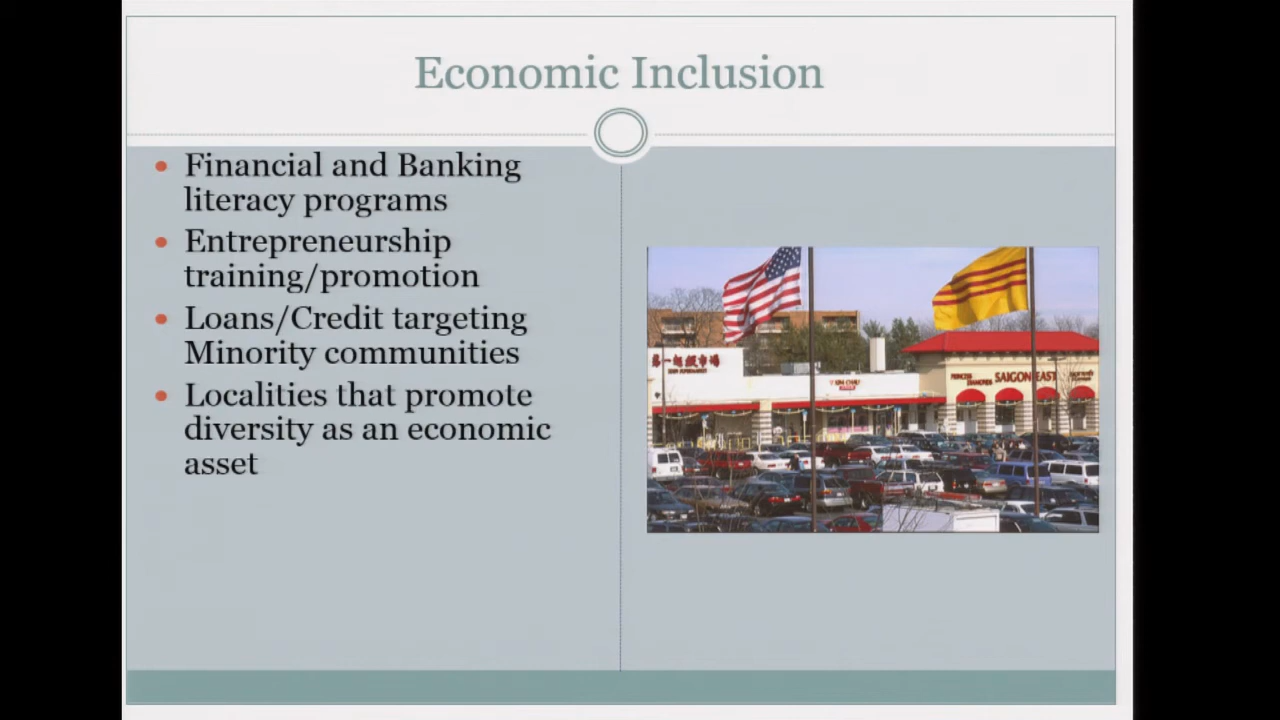 Economic Inclusion
Financial and Banking
literacy programs
Entrepreneurship
training/promotion
Loans/Credit targeting
Minority communities
Localities that promote
diversity as an economic
asset
SAIGON EAST